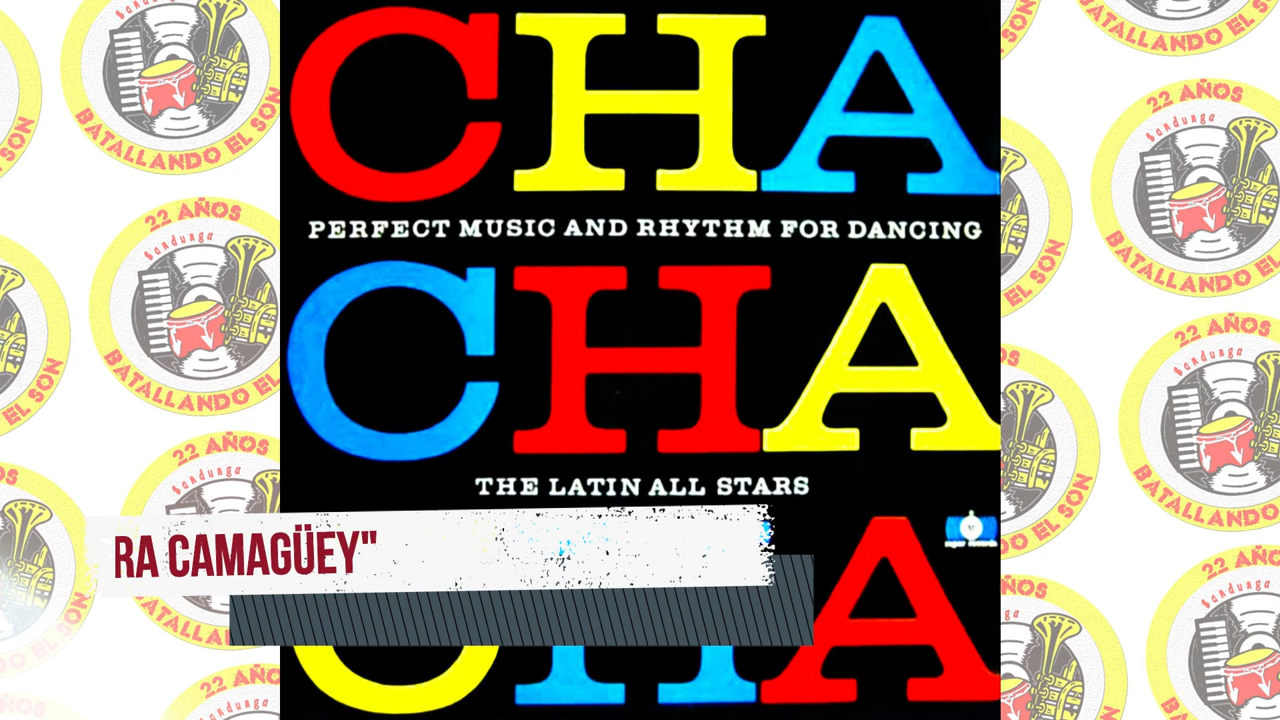 CHA
PERFECT MUSIC AND RHYTHM FOR DANCING
CHA
THE LATIN ALL STARS
CHA
RA CAMAGÜEY"
22 AÑOS
Sandunga
BATALLANDO EL SON